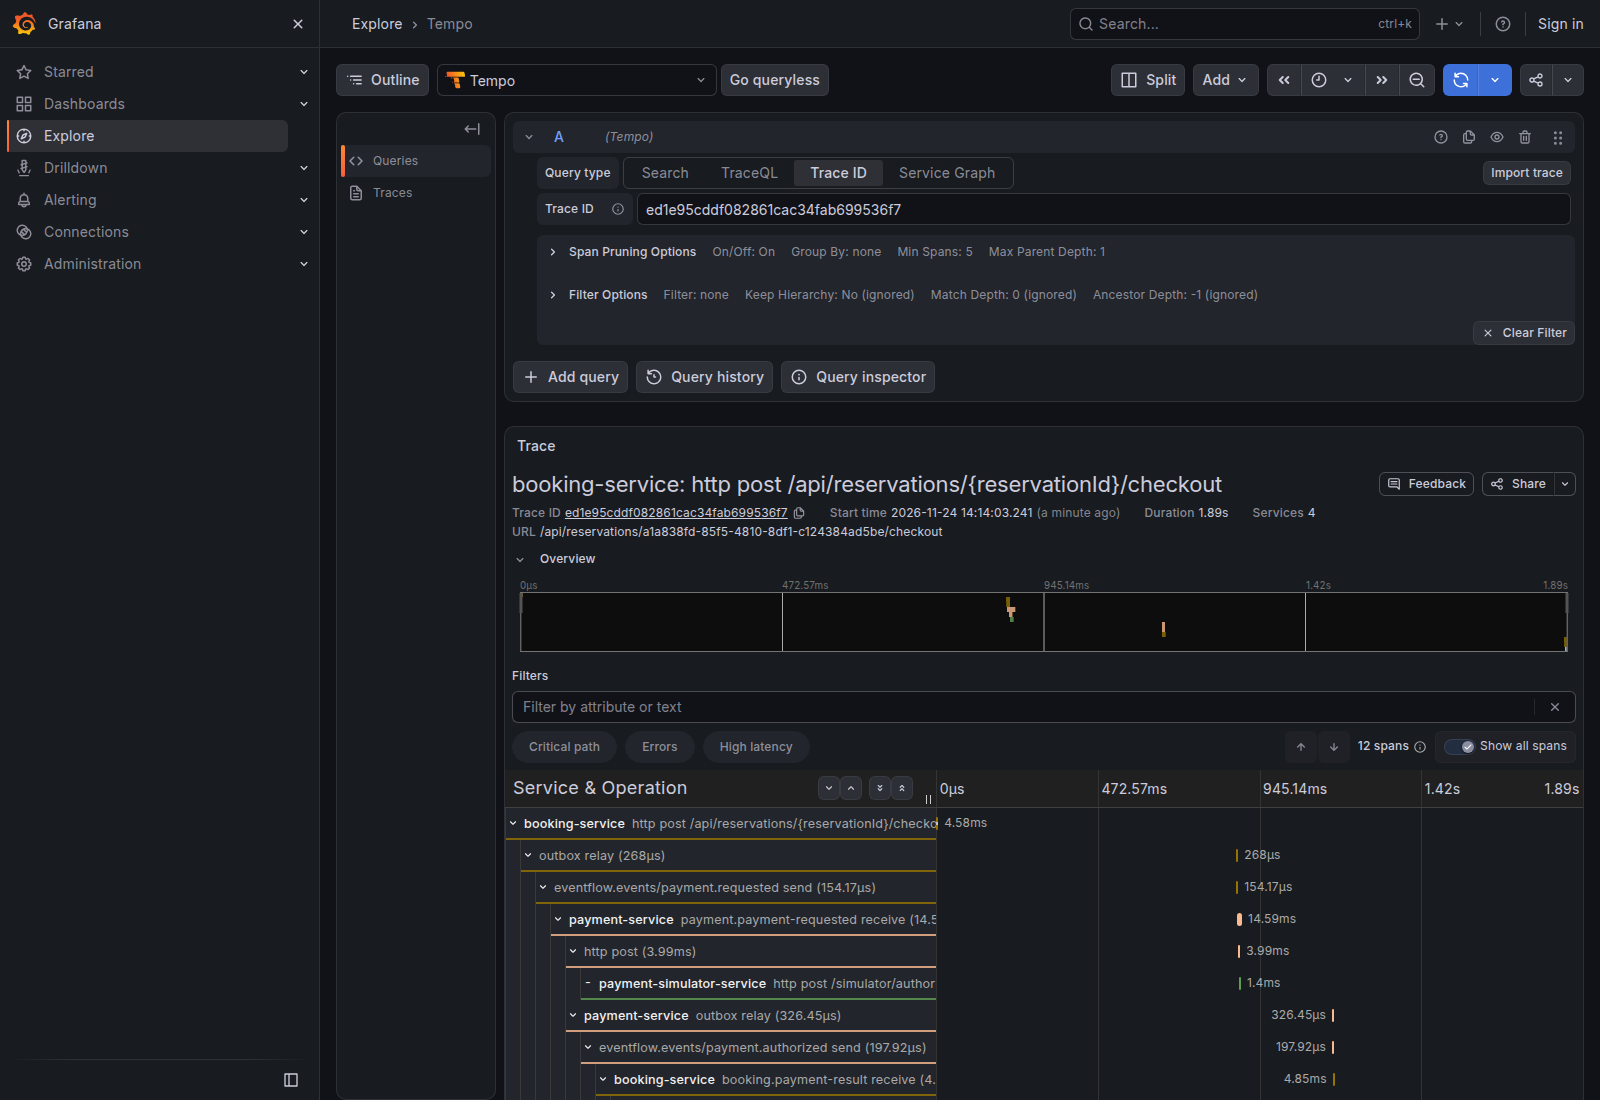 Grafana
Explore › Tempo
Search... ctrl+k
Sign in
Starred
Dashboards
Explore
Drilldown
Alerting
Connections
Administration
Outline
Tempo
Go queryless
Split
Add
Queries
Traces
A (Tempo)
Query type Search TraceQL Trace ID Service Graph Import trace
Trace ID ed1e95cddf082861cac34fab699536f7
Span Pruning Options On/Off: On Group By: none Min Spans: 5 Max Parent Depth: 1
Filter Options Filter: none Keep Hierarchy: No (ignored) Match Depth: 0 (ignored) Ancestor Depth: -1 (ignored)
Clear Filter
Add query Query history Query inspector
Trace
booking-service: http post /api/reservations/{reservationId}/checkout
Feedback Share
Trace ID ed1e95cddf082861cac34fab699536f7 Start time 2026-11-24 14:14:03.241 (a minute ago) Duration 1.89s Services 4
URL /api/reservations/a1a838fd-85f5-4810-8df1-c124384ad5be/checkout
Overview
0µs 472.57ms 945.14ms 1.42s 1.89s
Filters
Filter by attribute or text
Critical path Errors High latency 12 spans Show all spans
Service & Operation 0µs 472.57ms 945.14ms 1.42s 1.89s
booking-service http post /api/reservations/{reservationId}/checko 4.58ms
outbox relay (268µs) 268µs
eventflow.events/payment.requested send (154.17µs) 154.17µs
payment-service payment.payment-requested receive (14.5 14.59ms
http post (3.99ms) 3.99ms
payment-simulator-service http post /simulator/author 1.4ms
payment-service outbox relay (326.45µs) 326.45µs
eventflow.events/payment.authorized send (197.92µs) 197.92µs
booking-service booking.payment-result receive (4. 4.85ms